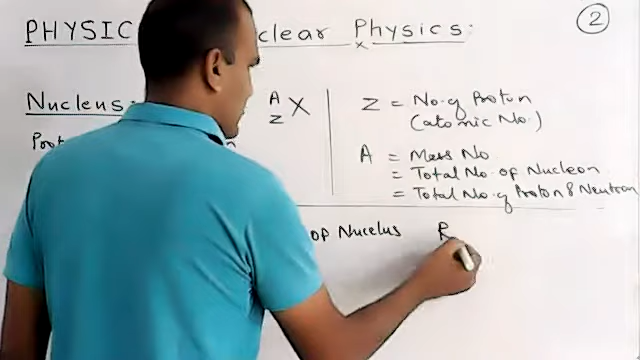 PHYSIC clear Physics:
2
Nucleus:
A
Z X
Z = No. of Proton
(atomic No.)
A = Mass No
= Total No. of Nucleon
= Total No. of Proton & Neutron
of Nucelus R